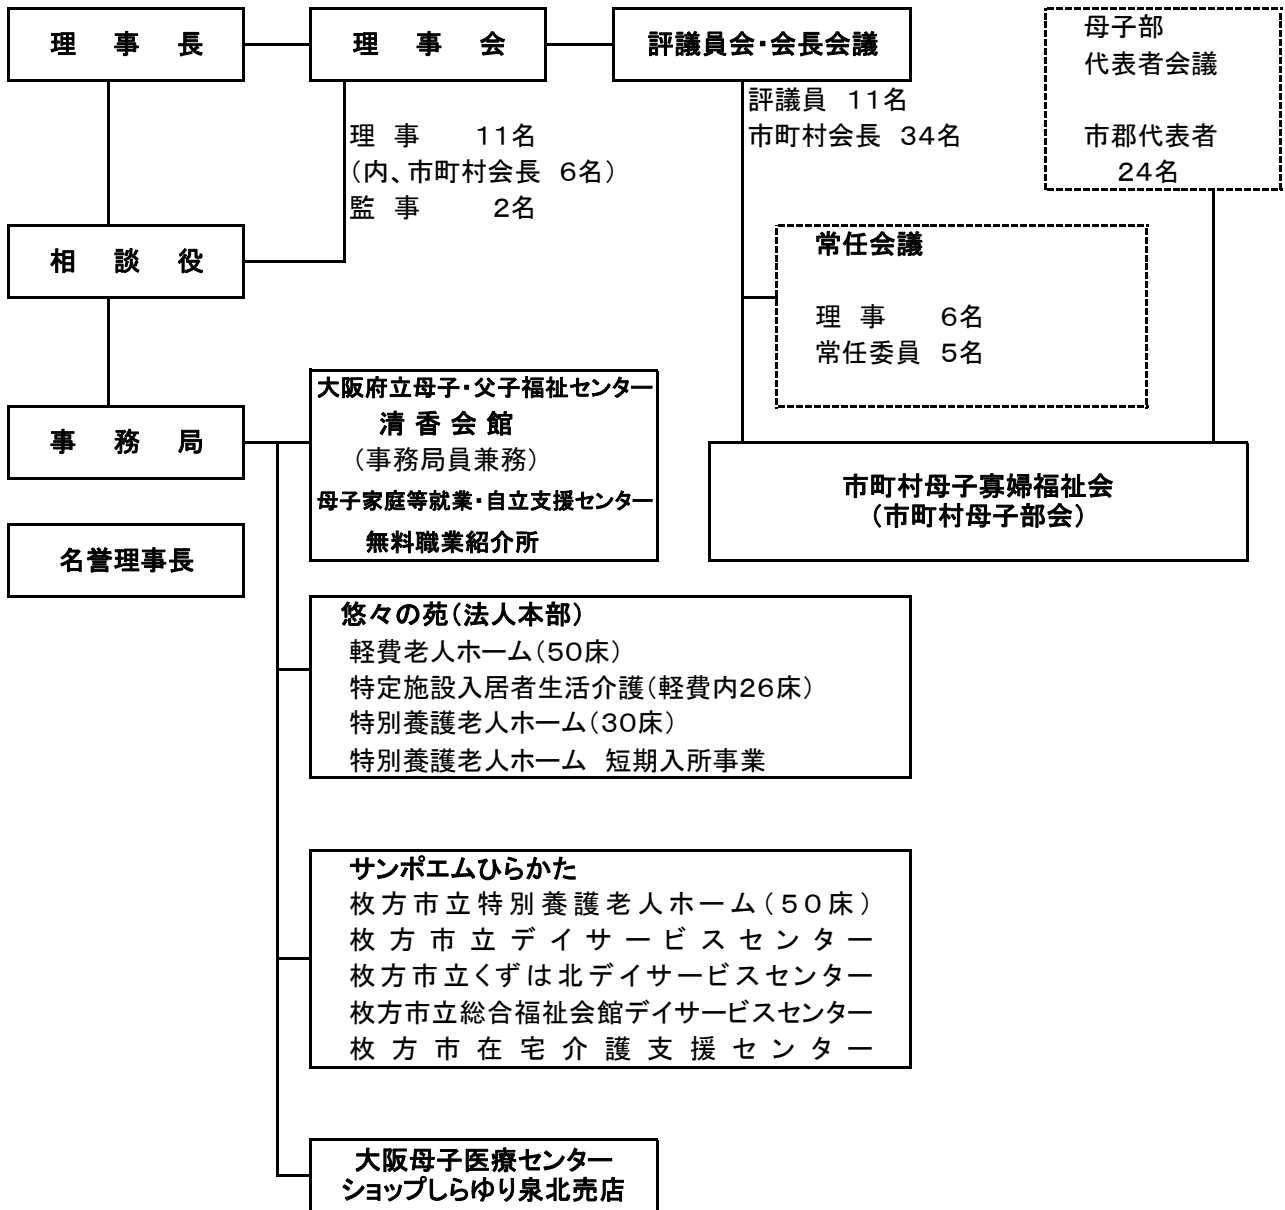 理 事 長
理 事 会
評議員会・会長会議
母子部
代表者会議
市郡代表者
24名
評議員 11名
市町村会長 34名
理 事 11名
(内、市町村会長 6名)
監 事 2名
相 談 役
常任会議
理 事 6名
常任委員 5名
事 務 局
大阪府立母子・父子福祉センター
清 香 会 館
(事務局員兼務)
母子家庭等就業・自立支援センター
無料職業紹介所
市町村母子寡婦福祉会
(市町村母子部会)
名誉理事長
悠々の苑(法人本部)
軽費老人ホーム(50床)
特定施設入居者生活介護(軽費内26床)
特別養護老人ホーム(30床)
特別養護老人ホーム 短期入所事業
サンポエムひらかた
枚方市立特別養護老人ホーム(50床)
枚方市立デイサービスセンター
枚方市立くずは北デイサービスセンター
枚方市立総合福祉会館デイサービスセンター
枚方市在宅介護支援センター
大阪母子医療センター
ショップしらゆり泉北売店